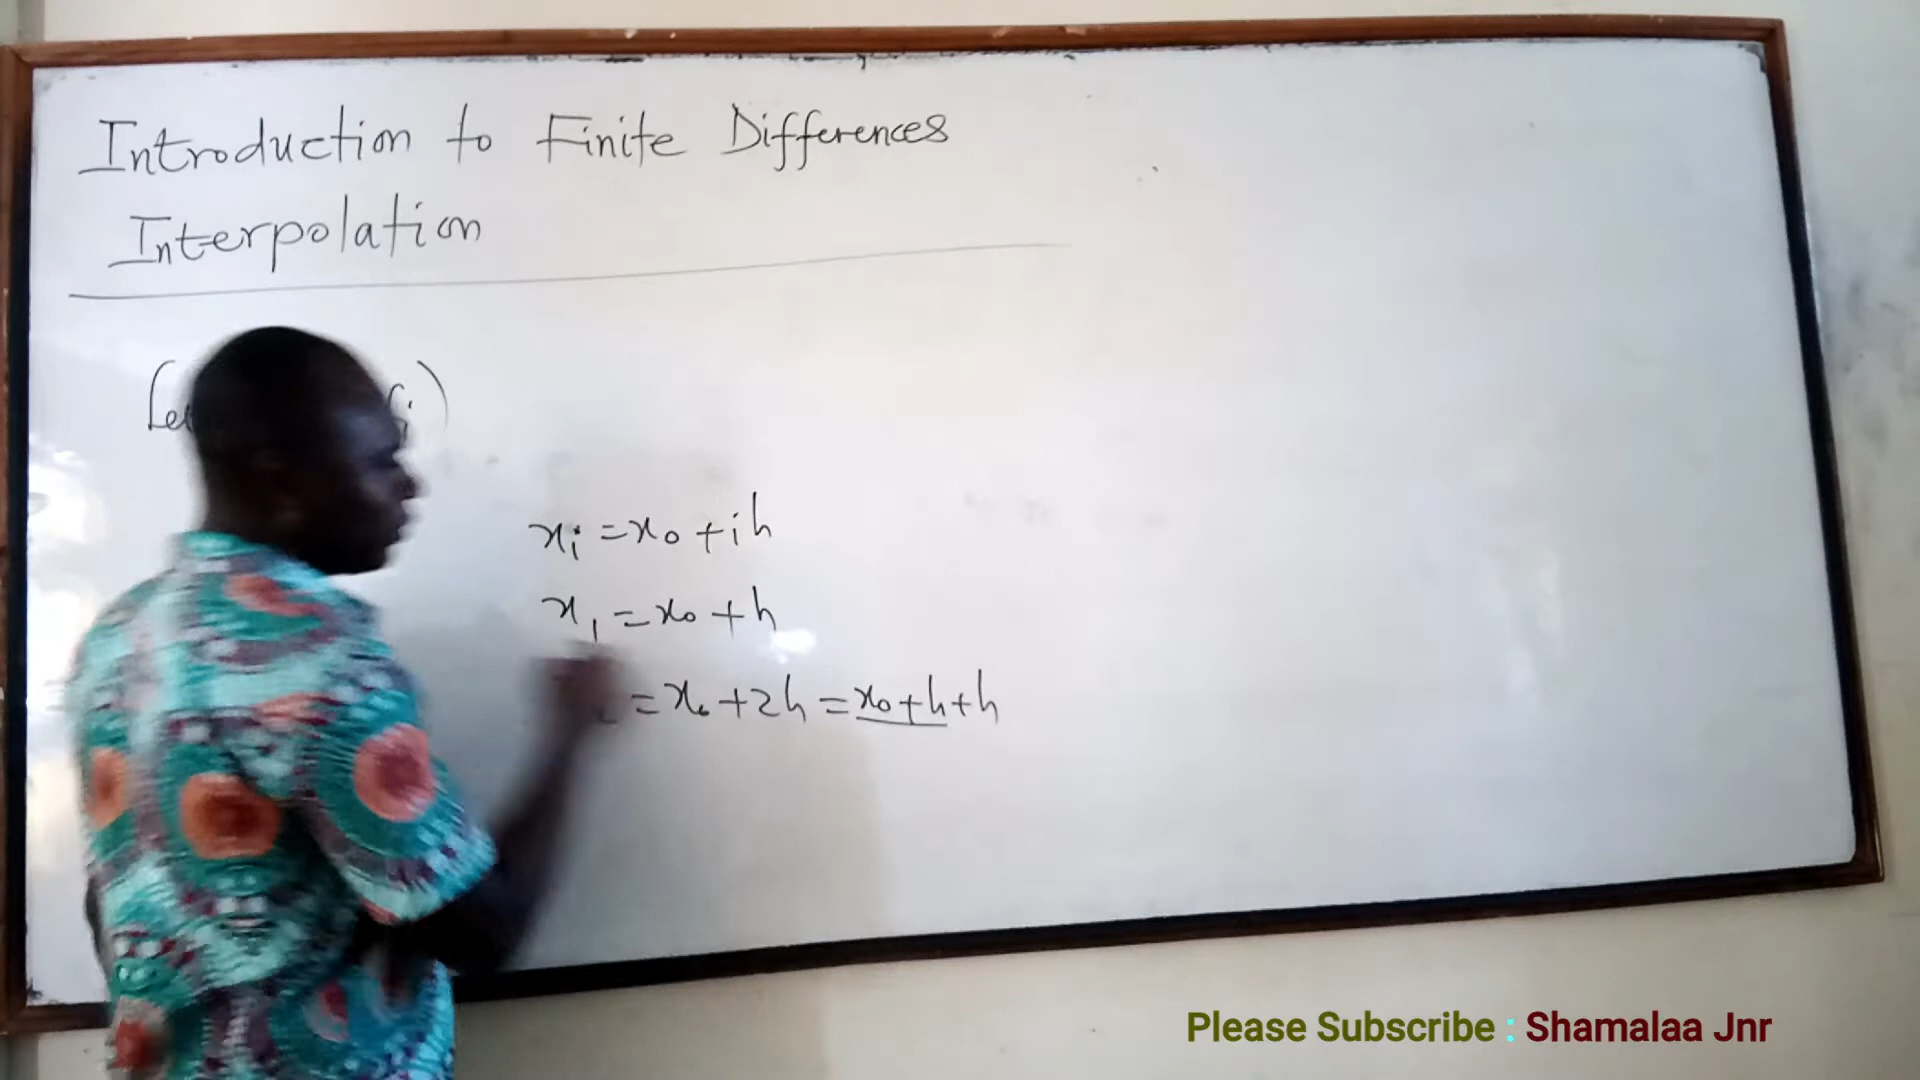 Introduction to Finite Differences
Interpolation
xᵢ = x₀ + ih
x₁ = x₀ + h
= x₀ + 2h = x₀ + h + h
Please Subscribe : Shamalaa Jnr